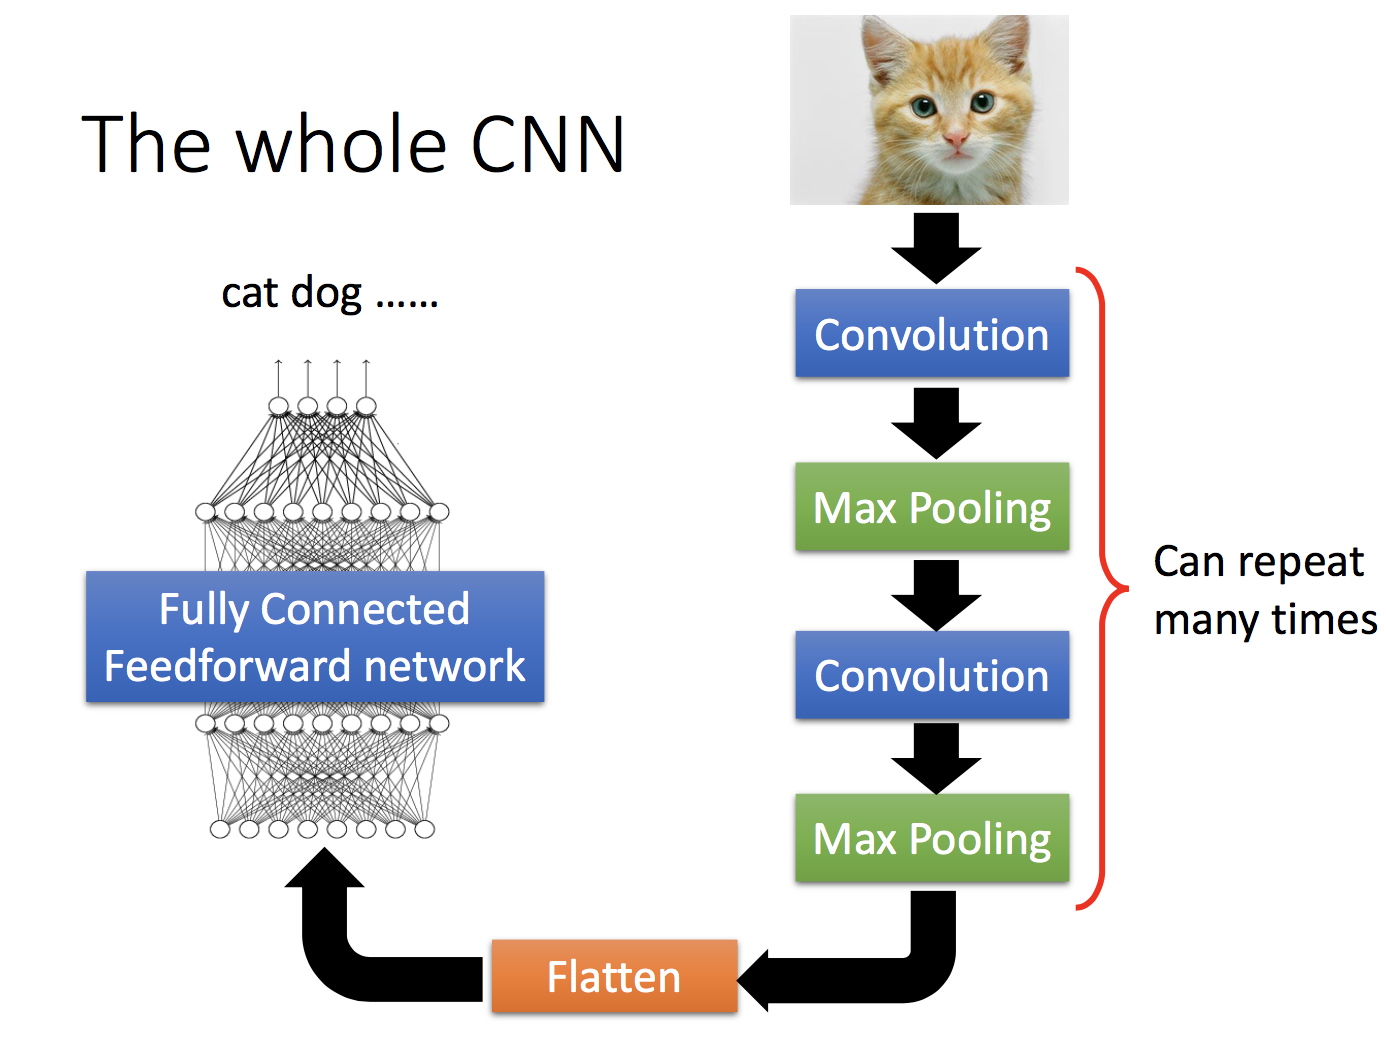 The whole CNN
cat dog ......
Fully Connected
Feedforward network
Convolution
Max Pooling
Convolution
Max Pooling
Can repeat
many times
Flatten